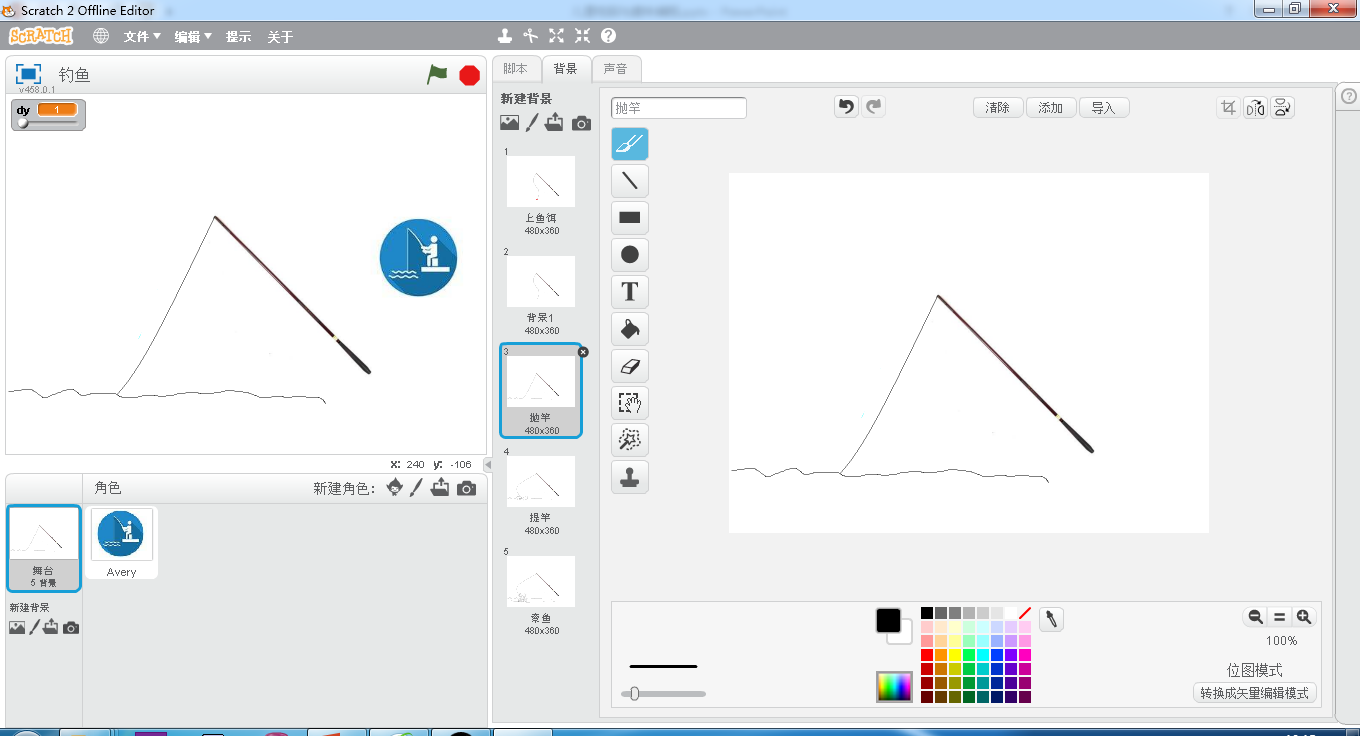 Scratch 2 Offline Editor
SCRATCH 文件 编辑 提示 关于
v458.0.1
钓鱼
脚本 背景 声音
dy 1
新建背景
抛竿
清除 添加 导入
1
上鱼饵
480x360
2
背景1
480x360
3
抛竿
480x360
4
提竿
480x360
5
奈鱼
480x360
T
X: 240 y: -106
角色 新建角色:
舞台
5 背景
Avery
新建背景
100%
位图模式
转换成矢量编辑模式